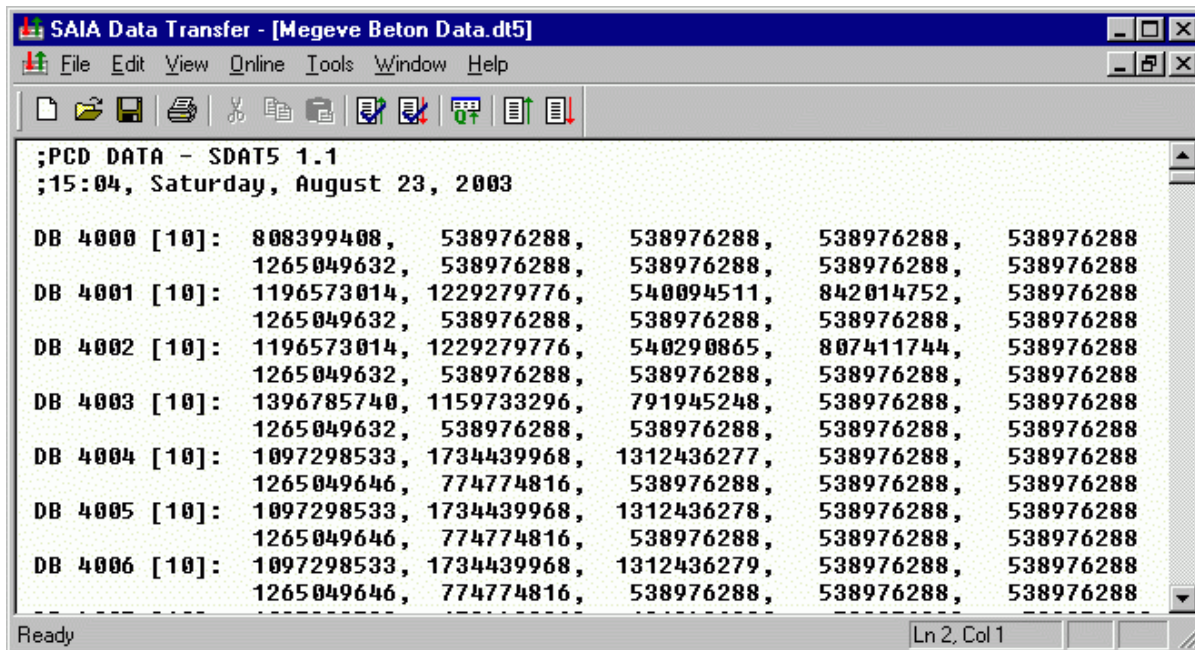 SAIA Data Transfer - [Megeve Beton Data.dt5]
File Edit View Online Tools Window Help
;PCD DATA - SDAT5 1.1
;15:04, Saturday, August 23, 2003
DB 4000 [10]: 808399408, 538976288, 538976288, 538976288, 538976288
1265049632, 538976288, 538976288, 538976288, 538976288
DB 4001 [10]: 1196573014, 1229279776, 540094511, 842014752, 538976288
1265049632, 538976288, 538976288, 538976288, 538976288
DB 4002 [10]: 1196573014, 1229279776, 540290865, 807411744, 538976288
1265049632, 538976288, 538976288, 538976288, 538976288
DB 4003 [10]: 1396785740, 1159733296, 791945248, 538976288, 538976288
1265049632, 538976288, 538976288, 538976288, 538976288
DB 4004 [10]: 1097298533, 1734439968, 1312436277, 538976288, 538976288
1265049646, 774774816, 538976288, 538976288, 538976288
DB 4005 [10]: 1097298533, 1734439968, 1312436278, 538976288, 538976288
1265049646, 774774816, 538976288, 538976288, 538976288
DB 4006 [10]: 1097298533, 1734439968, 1312436279, 538976288, 538976288
1265049646, 774774816, 538976288, 538976288, 538976288
Ready Ln 2, Col 1